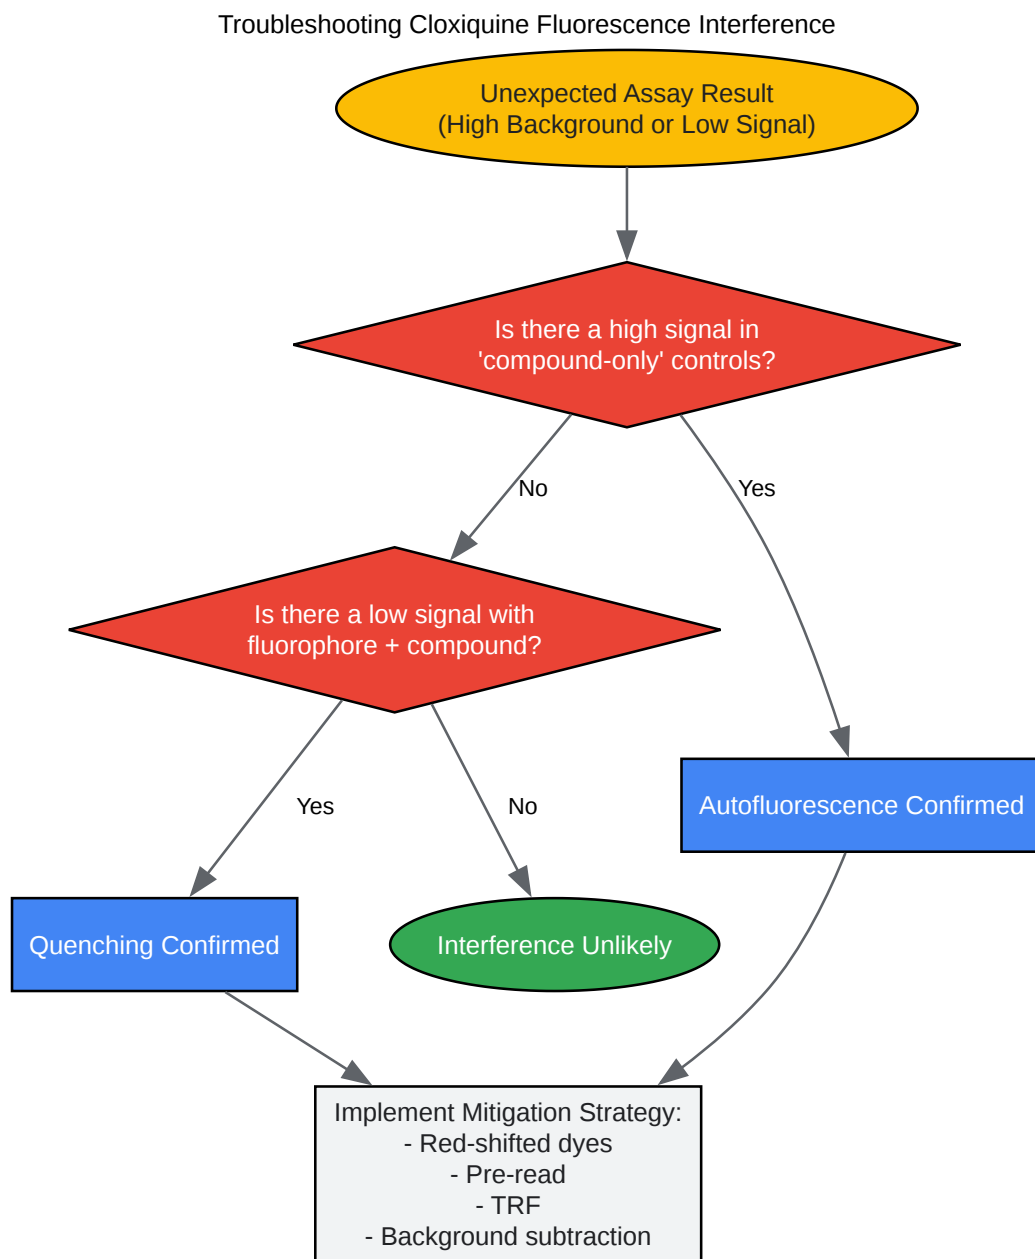 Troubleshooting Cloxiquine Fluorescence Interference
Unexpected Assay Result
(High Background or Low Signal)
Is there a high signal in
'compound-only' controls?
No
Yes
Is there a low signal with
fluorophore + compound?
Yes
No
Autofluorescence Confirmed
Quenching Confirmed
Interference Unlikely
Implement Mitigation Strategy:
- Red-shifted dyes
- Pre-read
- TRF
- Background subtraction